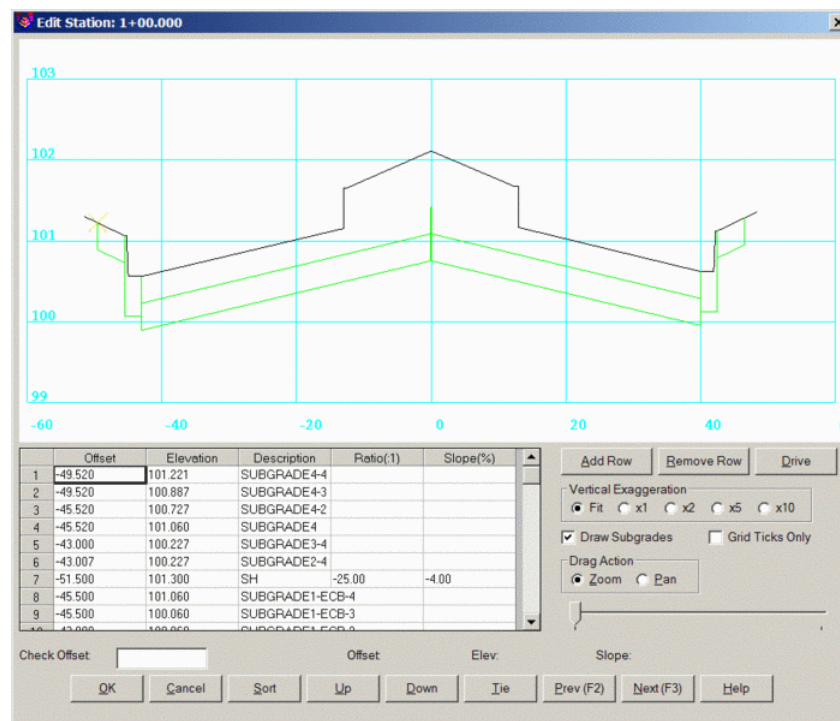 Edit Station: 1+00.000
103
102
101
100
99
-60 -40 -20 0 20 40
Offset Elevation Description Ratio(:1) Slope(%)
1 -49.520 101.221 SUBGRADE4-4
2 -49.520 100.887 SUBGRADE4-3
3 -45.520 100.727 SUBGRADE4-2
4 -45.520 101.060 SUBGRADE4
5 -43.000 100.227 SUBGRADE3-4
6 -43.007 100.227 SUBGRADE2-4
7 -51.500 101.300 SH -25.00 -4.00
8 -45.500 101.060 SUBGRADE1-ECB-4
9 -45.500 100.060 SUBGRADE1-ECB-3
Add Row Remove Row Drive
Vertical Exaggeration
Fit x1 x2 x5 x10
Draw Subgrades Grid Ticks Only
Drag Action
Zoom Pan
Check Offset: Offset: Elev: Slope:
OK Cancel Sort Up Down Tie Prev (F2) Next (F3) Help